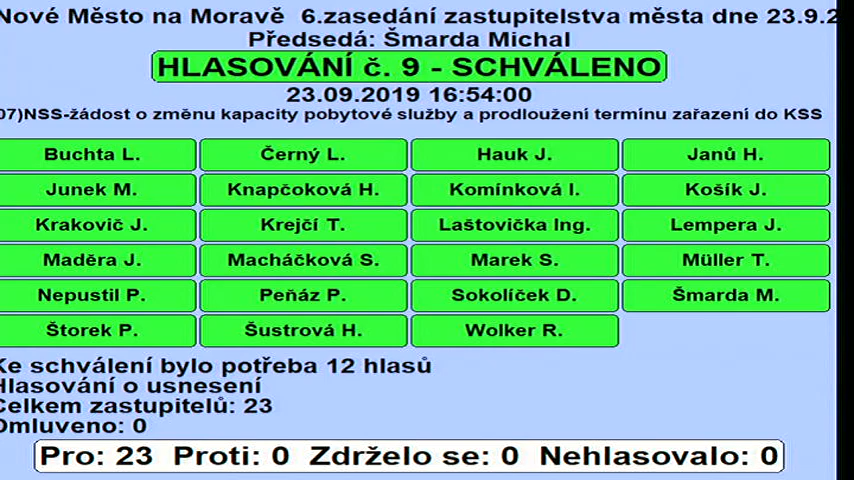 Nové Město na Moravě 6.zasedání zastupitelstva města dne 23.9.2
Předsedá: Šmarda Michal
HLASOVÁNÍ č. 9 - SCHVÁLENO
23.09.2019 16:54:00
07)NSS-žádost o změnu kapacity pobytové služby a prodloužení termínu zařazení do KSS
Buchta L. Černý L. Hauk J. Janů H.
Junek M. Knapčoková H. Komínková I. Košík J.
Krakovič J. Krejčí T. Laštovička Ing. Lempera J.
Maděra J. Macháčková S. Marek S. Müller T.
Nepustil P. Peňáz P. Sokolíček D. Šmarda M.
Štorek P. Šustrová H. Wolker R.
Ke schválení bylo potřeba 12 hlasů
Hlasování o usnesení
Celkem zastupitelů: 23
Omluveno: 0
Pro: 23 Proti: 0 Zdrželo se: 0 Nehlasovalo: 0